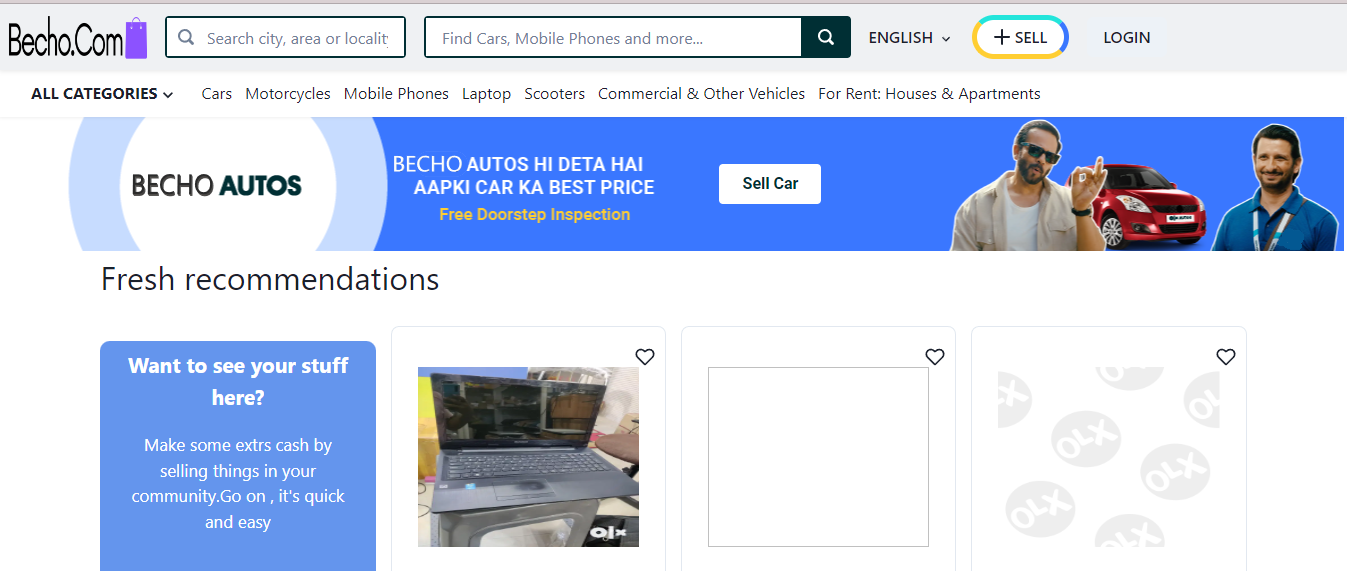 Becho.Com
Search city, area or locality
Find Cars, Mobile Phones and more...
ENGLISH
SELL
LOGIN
ALL CATEGORIES
Cars
Motorcycles
Mobile Phones
Laptop
Scooters
Commercial & Other Vehicles
For Rent: Houses & Apartments
BECHO AUTOS
BECHO AUTOS HI DETA HAI
AAPKI CAR KA BEST PRICE
Free Doorstep Inspection
Sell Car
OLX AUTOS
Fresh recommendations
Want to see your stuff
here?
Make some extrs cash by
selling things in your
community.Go on , it's quick
and easy
olx
OLX
OLX
OLX
OLX